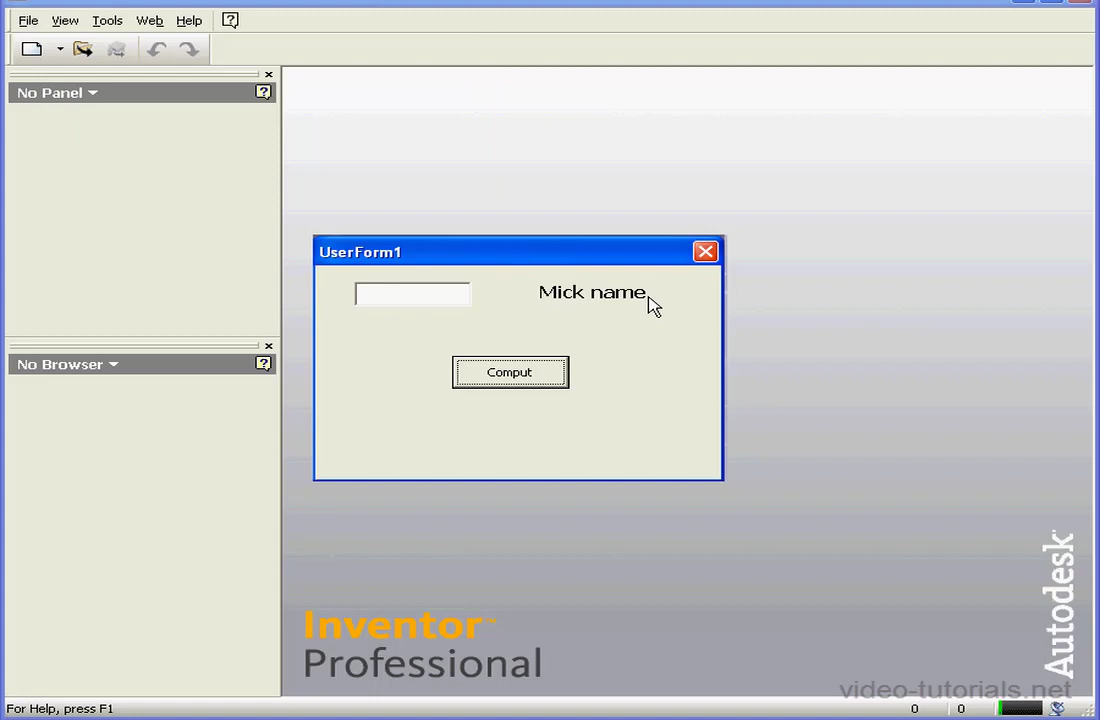 File View Tools Web Help
No Panel
No Browser
UserForm1
Mick name
Comput
Inventor™
Professional
Autodesk
video-tutorials.net
For Help, press F1 0 0